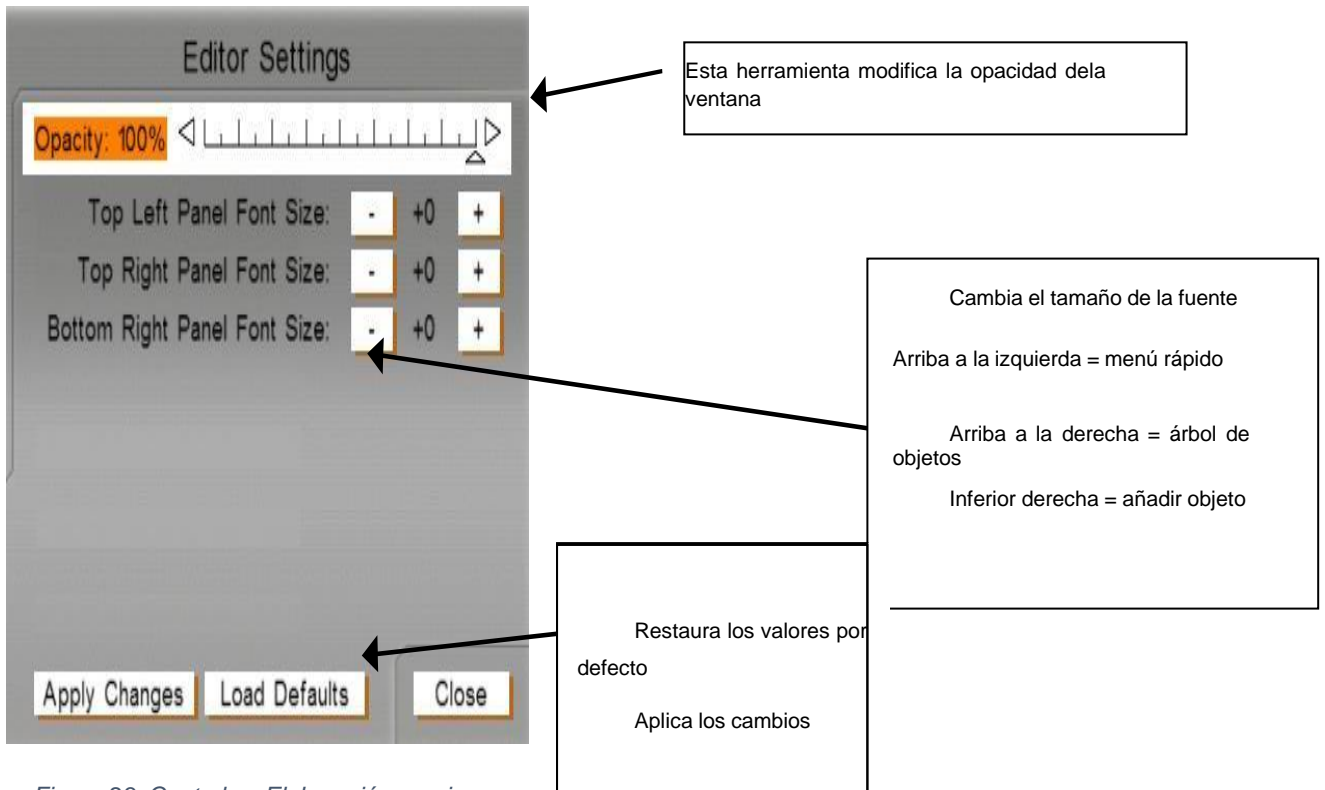 Editor Settings
Opacity: 100%
Top Left Panel Font Size: - +0 +
Top Right Panel Font Size: - +0 +
Bottom Right Panel Font Size: - +0 +
Apply Changes Load Defaults Close
Esta herramienta modifica la opacidad dela
ventana
Cambia el tamaño de la fuente
Arriba a la izquierda = menú rápido
Arriba a la derecha = árbol de
objetos
Inferior derecha = añadir objeto
Restaura los valores por
defecto
Aplica los cambios